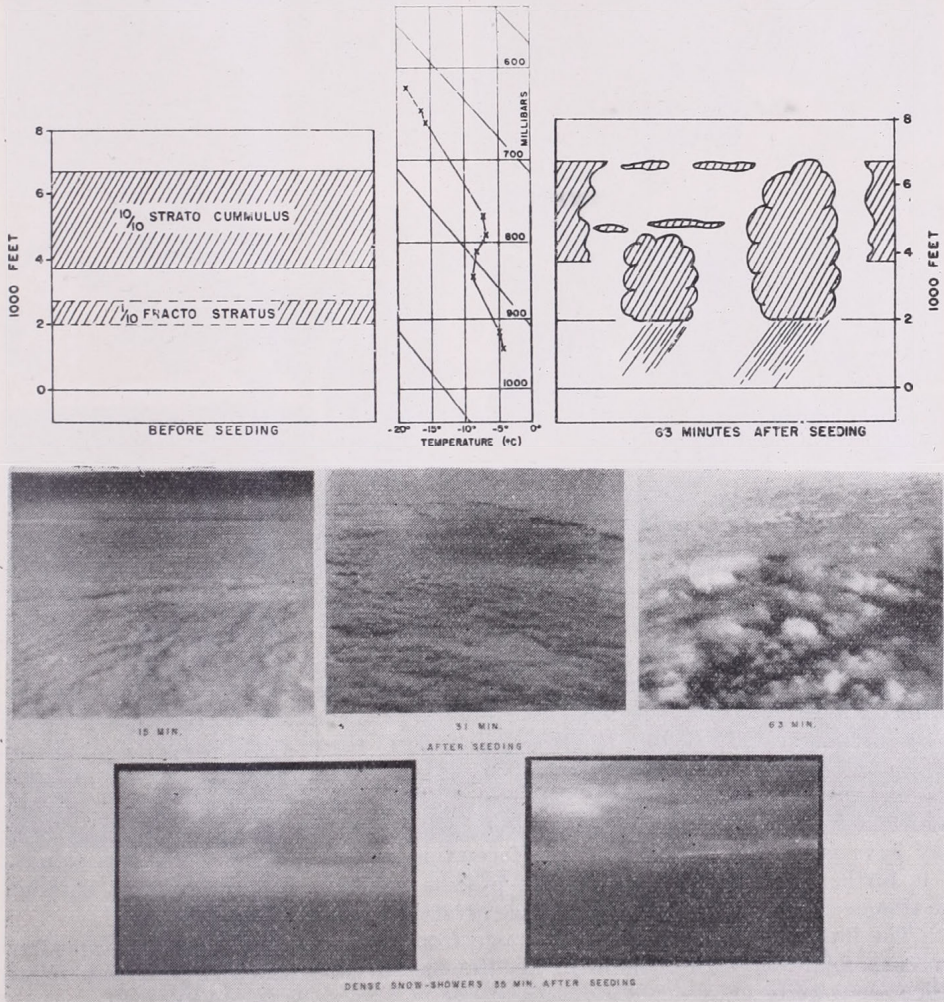 8
6
4
2
0
1000 FEET
10/10 STRATO CUMMULUS
1/10 FRACTO STRATUS
BEFORE SEEDING
600
700
800
900
1000
MILLIBARS
-20° -15° -10° -5° 0°
TEMPERATURE (°C)
8
6
4
2
0
1000 FEET
63 MINUTES AFTER SEEDING
15 MIN.
31 MIN.
63 MIN.
AFTER SEEDING
DENSE SNOW-SHOWERS 35 MIN. AFTER SEEDING